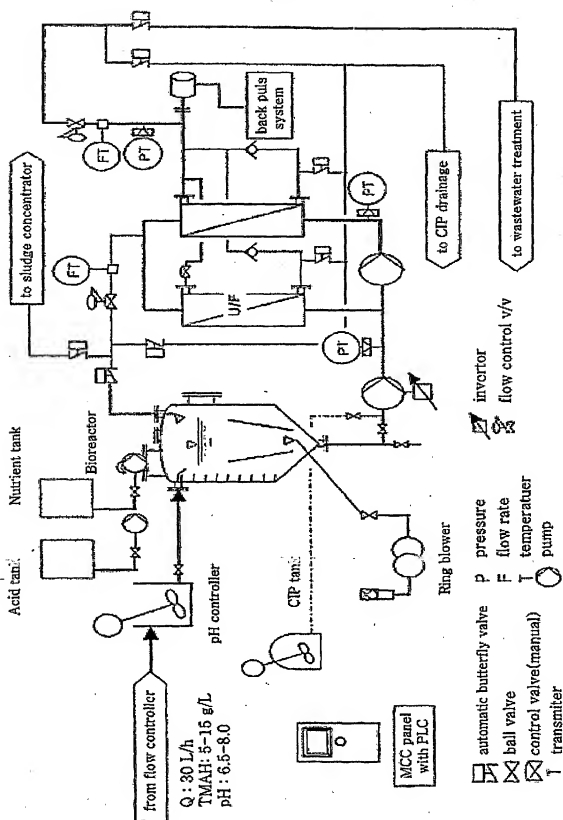 from flow controller
Q : 30 L/h
TMAH: 5-15 g/L
pH : 6.5-8.0
Acid tank
Nutrient tank
Bioreactor
pH controller
CIP tank
Ring blower
MCC panel
with PLC
to sludge concentrator
FT
FT
PT
U/F
back puls
system
PT
PT
to CIP drainage
to wastewater treatment
automatic butterfly valve
ball valve
control valve(manual)
T transmiter
P pressure
F flow rate
T temperatuer
pump
invertor
flow control v/v